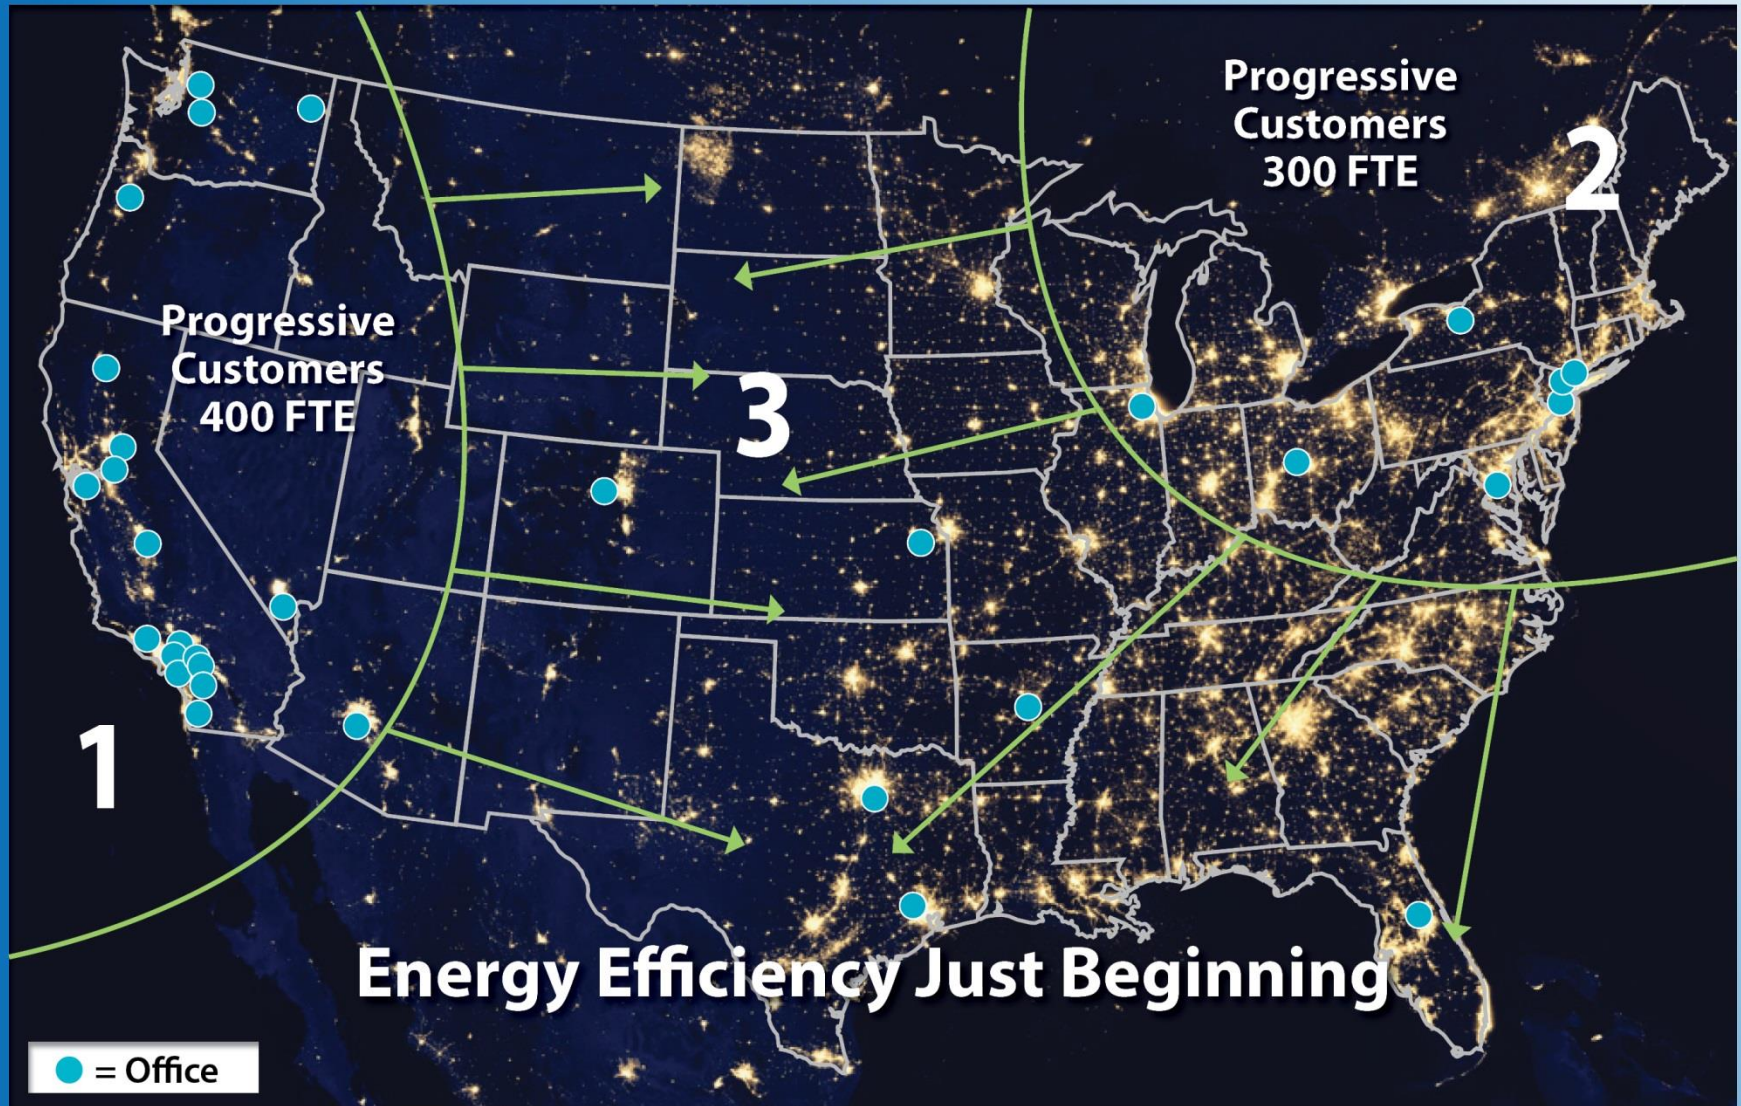 Progressive
Customers
300 FTE
2
Progressive
Customers
400 FTE
3
1
Energy Efficiency Just Beginning
= Office